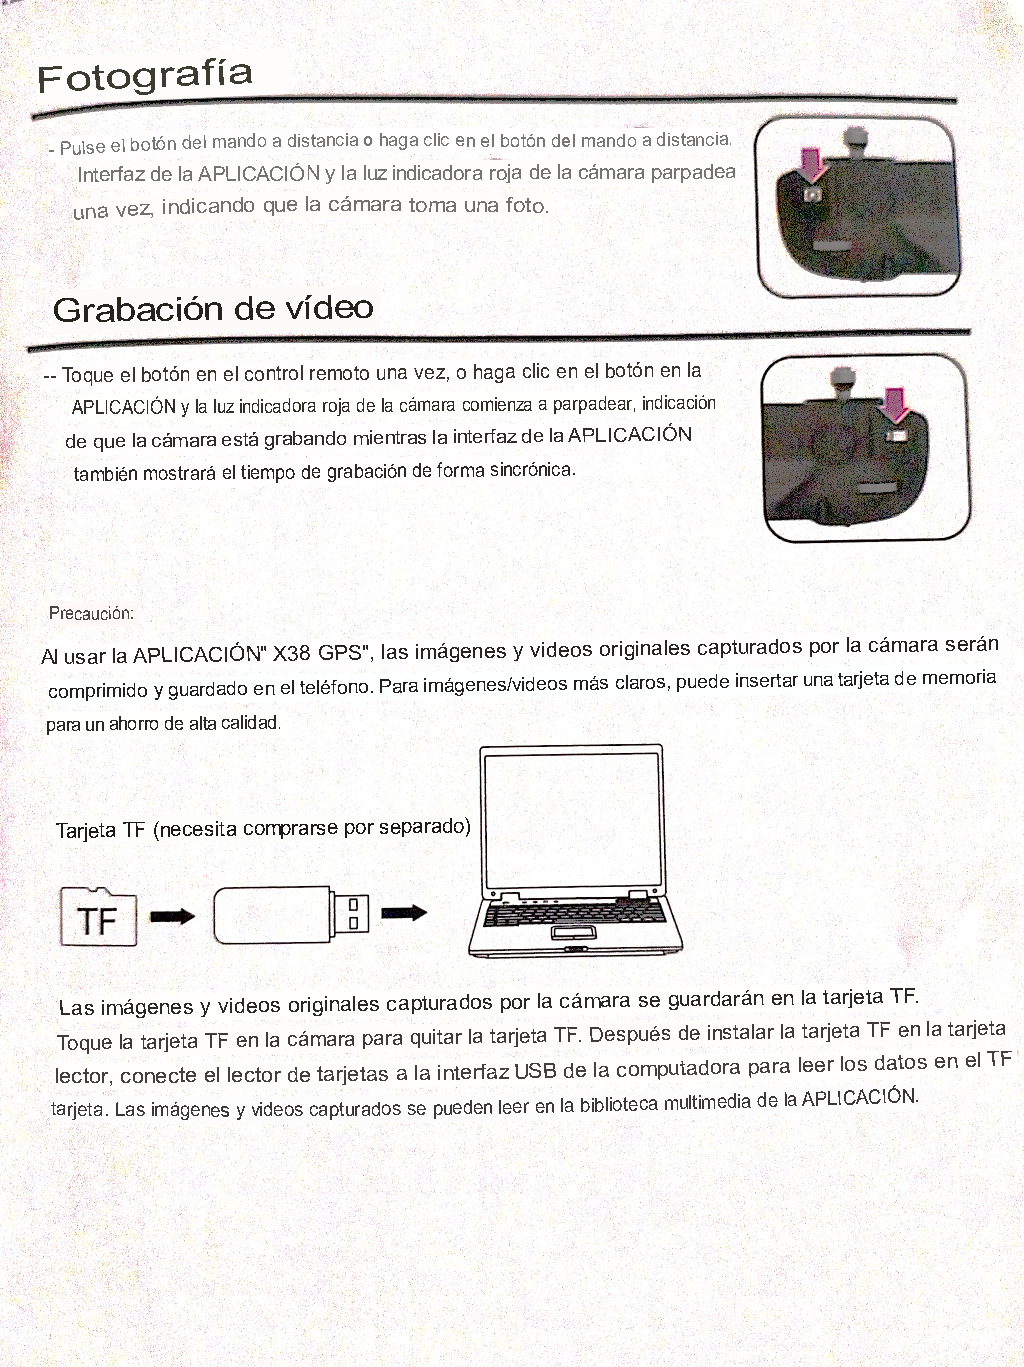 Fotografía
- Pulse el botón del mando a distancia o haga clic en el botón del mando a distancia.
Interfaz de la APLICACIÓN y la luz indicadora roja de la cámara parpadea
una vez, indicando que la cámara toma una foto.
Grabación de vídeo
-- Toque el botón en el control remoto una vez, o haga clic en el botón en la
APLICACIÓN y la luz indicadora roja de la cámara comienza a parpadear, indicación
de que la cámara está grabando mientras la interfaz de la APLICACIÓN
también mostrará el tiempo de grabación de forma sincrónica.
Precaución:
Al usar la APLICACIÓN" X38 GPS", las imágenes y videos originales capturados por la cámara serán
comprimido y guardado en el teléfono. Para imágenes/videos más claros, puede insertar una tarjeta de memoria
para un ahorro de alta calidad.
Tarjeta TF (necesita comprarse por separado)
TF
Las imágenes y videos originales capturados por la cámara se guardarán en la tarjeta TF.
Toque la tarjeta TF en la cámara para quitar la tarjeta TF. Después de instalar la tarjeta TF en la tarjeta
lector, conecte el lector de tarjetas a la interfaz USB de la computadora para leer los datos en el TF
tarjeta. Las imágenes y videos capturados se pueden leer en la biblioteca multimedia de la APLICACIÓN.